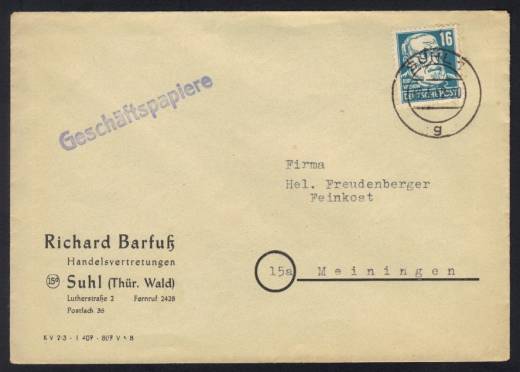 16
DEUTSCHE POST
SUHL 1
g
Geschäftspapiere
Firma
Hel. Freudenberger
Feinkost
15a Meiningen
Richard Barfuß
Handelsvertretungen
15a Suhl (Thür. Wald)
Lutherstraße 2 Fernruf 2428
Postfach 36